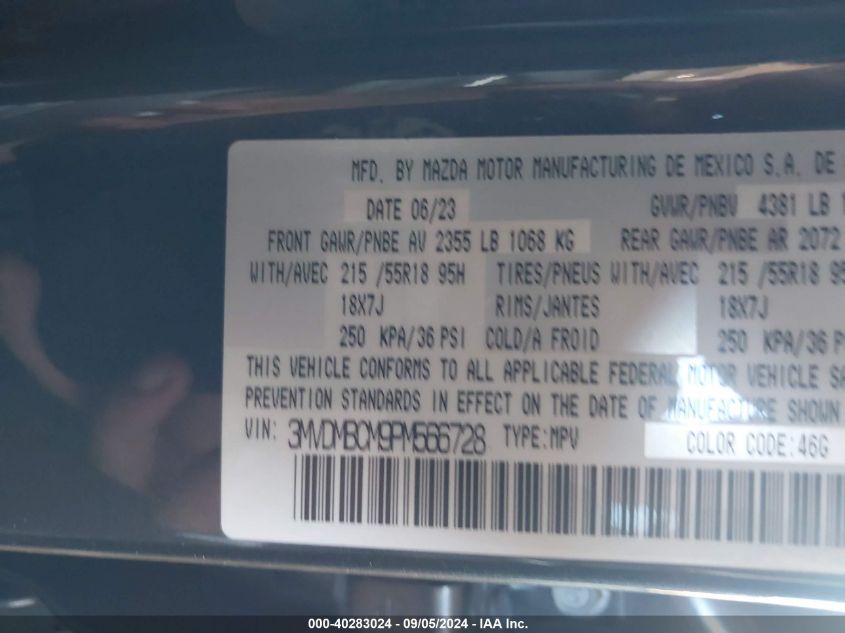 MFD. BY MAZDA MOTOR MANUFACTURING DE MEXICO S.A. DE
DATE 06/23 GVWR/PNBV 4381 LB
FRONT GAWR/PNBE AV 2355 LB 1068 KG REAR GAWR/PNBE AR 2072
WITH/AVEC 215 /55R18 95H TIRES/PNEUS WITH/AVEC 215 /55R18 95
18X7J RIMS/JANTES 18X7J
250 KPA/36 PSI COLD/A FROID 250 KPA/36 P
THIS VEHICLE CONFORMS TO ALL APPLICABLE FEDERAL MOTOR VEHICLE SA
PREVENTION STANDARDS IN EFFECT ON THE DATE OF MANUFACTURE SHOWN
VIN: 3MVDMBCM9PM566728 TYPE:MPV COLOR CODE:46G
000-40283024 - 09/05/2024 - IAA Inc.